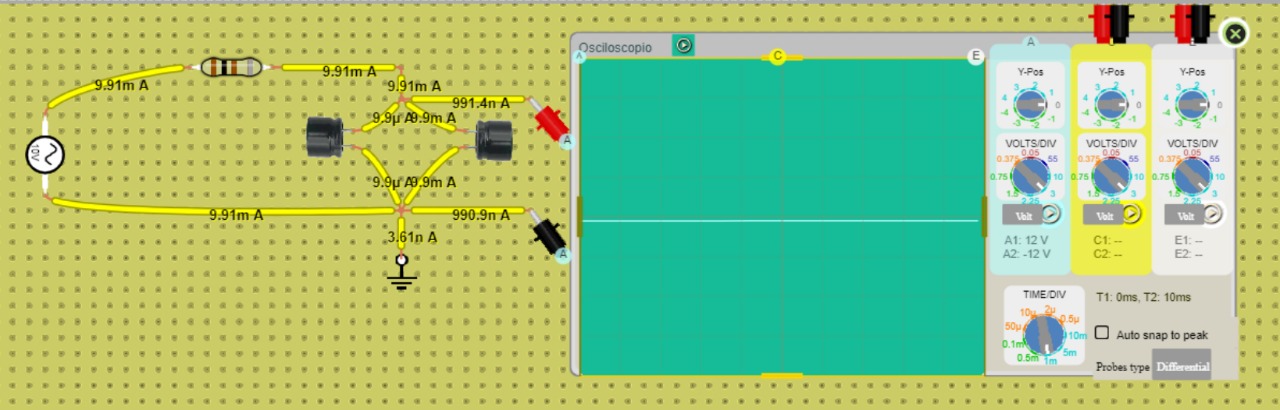 Osciloscopio
A
C
E
A
Y-Pos
Y-Pos
Y-Pos
4 3 2 1 0 -1 -2 -3 -4
4 3 2 1 0 -1 -2 -3 -4
4 3 2 1 0 -1 -2 -3 -4
VOLTS/DIV
VOLTS/DIV
VOLTS/DIV
0.05 0.375 0.75 1.5 2.25 3 10 55
0.05 0.375 0.75 1.5 2.25 3 10 55
0.05 0.375 0.75 1.5 2.25 3 10 55
Volt
Volt
Volt
A1: 12 V
A2: -12 V
C1: --
C2: --
E1: --
E2: --
TIME/DIV
2µ 0.5µ 10m 5m 1m 0.5m 0.1m 50µ 10µ
T1: 0ms, T2: 10ms
Auto snap to peak
Probes type
Differential
9.91m A
9.91m A
9.91m A
991.4n A
9.9µ A
9.9m A
A
10V
9.9µ A
9.9m A
9.91m A
990.9n A
3.61n A
A